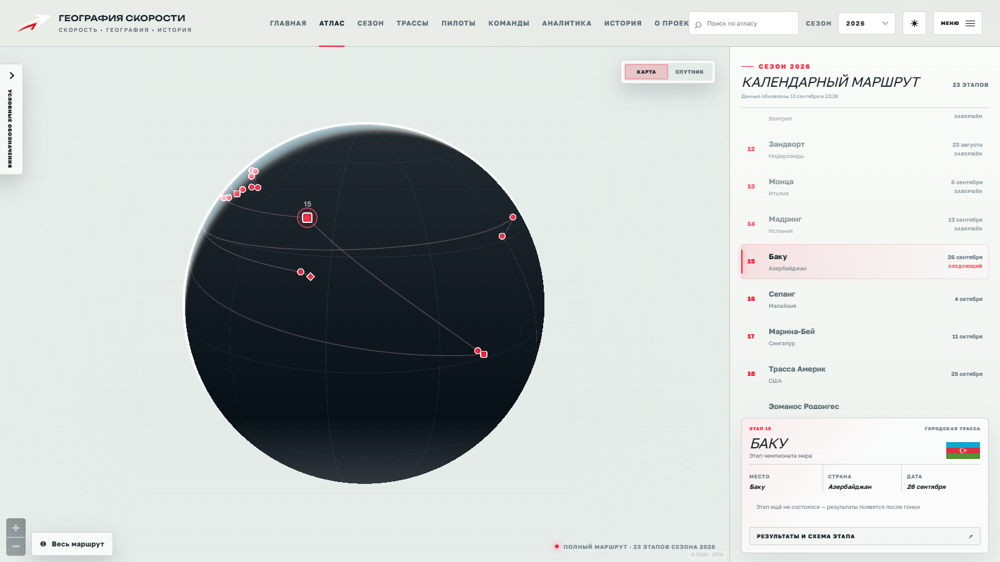 ГЕОГРАФИЯ СКОРОСТИ
СКОРОСТЬ • ГЕОГРАФИЯ • ИСТОРИЯ
ГЛАВНАЯ АТЛАС СЕЗОН ТРАССЫ ПИЛОТЫ КОМАНДЫ АНАЛИТИКА ИСТОРИЯ О ПРОЕК
Поиск по атласу
СЕЗОН 2026
МЕНЮ
УСЛОВНЫЕ ОБОЗНАЧЕНИЯ
КАРТА СПУТНИК
15
+
−
Весь маршрут
ПОЛНЫЙ МАРШРУТ · 23 ЭТАПОВ СЕЗОНА 2026
© OSM · OFM
СЕЗОН 2026
КАЛЕНДАРНЫЙ МАРШРУТ 23 ЭТАПОВ
Данные обновлены 13 сентября в 23:26
Венгрия ЗАВЕРШЁН
12 Зандворт 23 августа
Нидерланды ЗАВЕРШЁН
13 Монца 6 сентября
Италия ЗАВЕРШЁН
14 Мадринг 13 сентября
Испания ЗАВЕРШЁН
15 Баку 26 сентября
Азербайджан СЛЕДУЮЩИЙ
16 Сепанг 4 октября
Малайзия
17 Марина-Бей 11 октября
Сингапур
18 Трасса Америк 25 октября
США
Эрманос Родригес
ЭТАП 15 ГОРОДСКАЯ ТРАССА
БАКУ
Этап чемпионата мира
МЕСТО СТРАНА ДАТА
Баку Азербайджан 26 сентября
Этап ещё не состоялся — результаты появятся после гонки
РЕЗУЛЬТАТЫ И СХЕМА ЭТАПА ↗